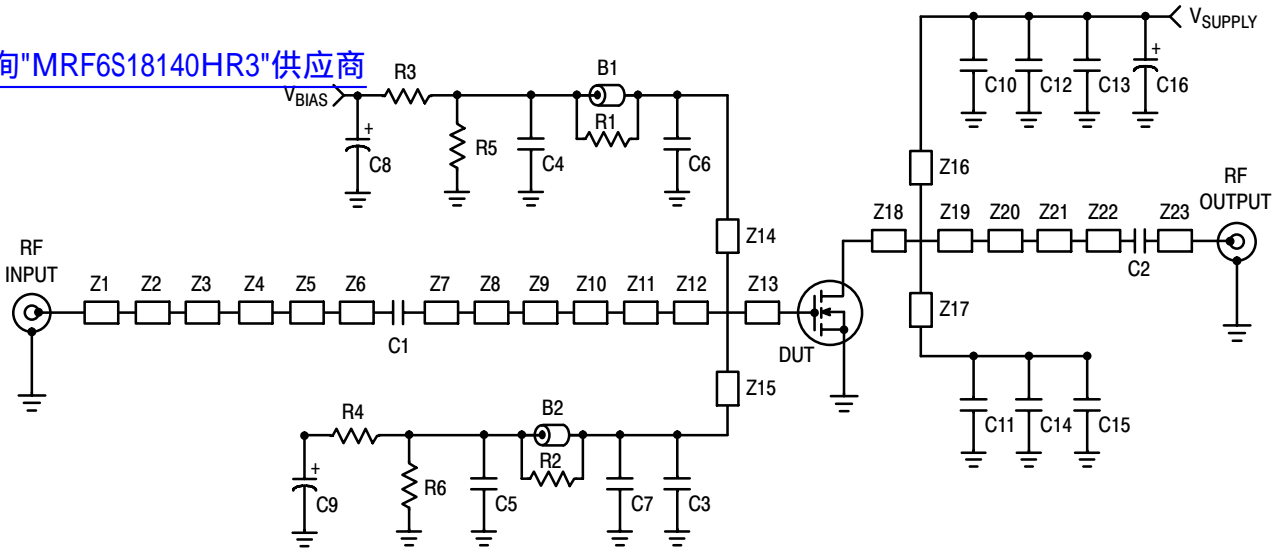 询"MRF6S18140HR3"供应商
VSUPPLY
C10
C12
C13
+
C16
VBIAS
R3
B1
R1
+
C8
R5
C4
C6
Z16
Z14
RF
OUTPUT
Z18
Z19
Z20
Z21
Z22
Z23
C2
RF
INPUT
Z1
Z2
Z3
Z4
Z5
Z6
Z7
Z8
Z9
Z10
Z11
Z12
Z13
C1
DUT
Z17
Z15
R4
B2
R2
+
C9
R6
C5
C7
C3
C11
C14
C15